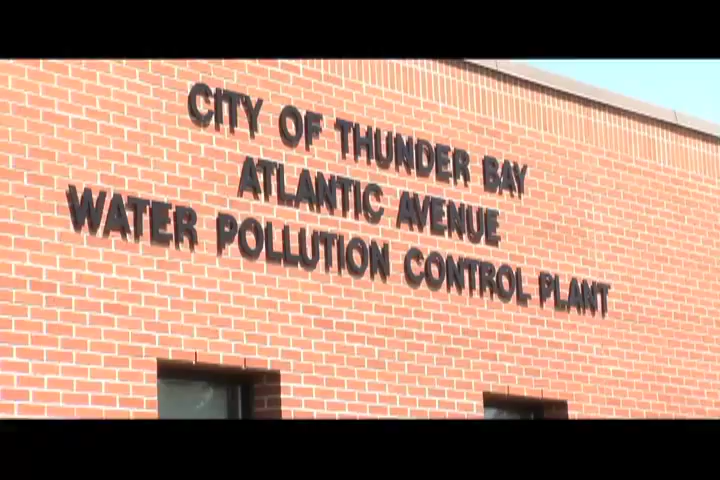 CITY OF THUNDER BAY
ATLANTIC AVENUE
WATER POLLUTION CONTROL PLANT